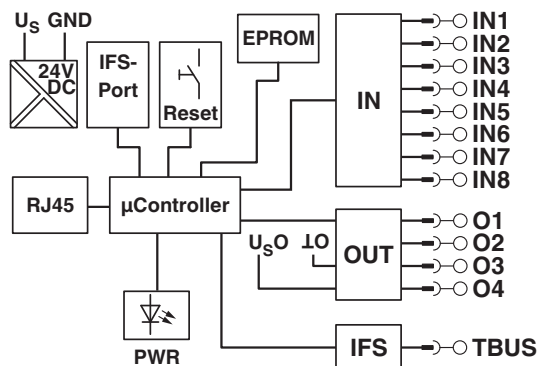 US GND
24V
DC
IFS-
Port
Reset
EPROM
IN
IN1
IN2
IN3
IN4
IN5
IN6
IN7
IN8
RJ45
µController
USO
⊥O
OUT
O1
O2
O3
O4
PWR
IFS
TBUS